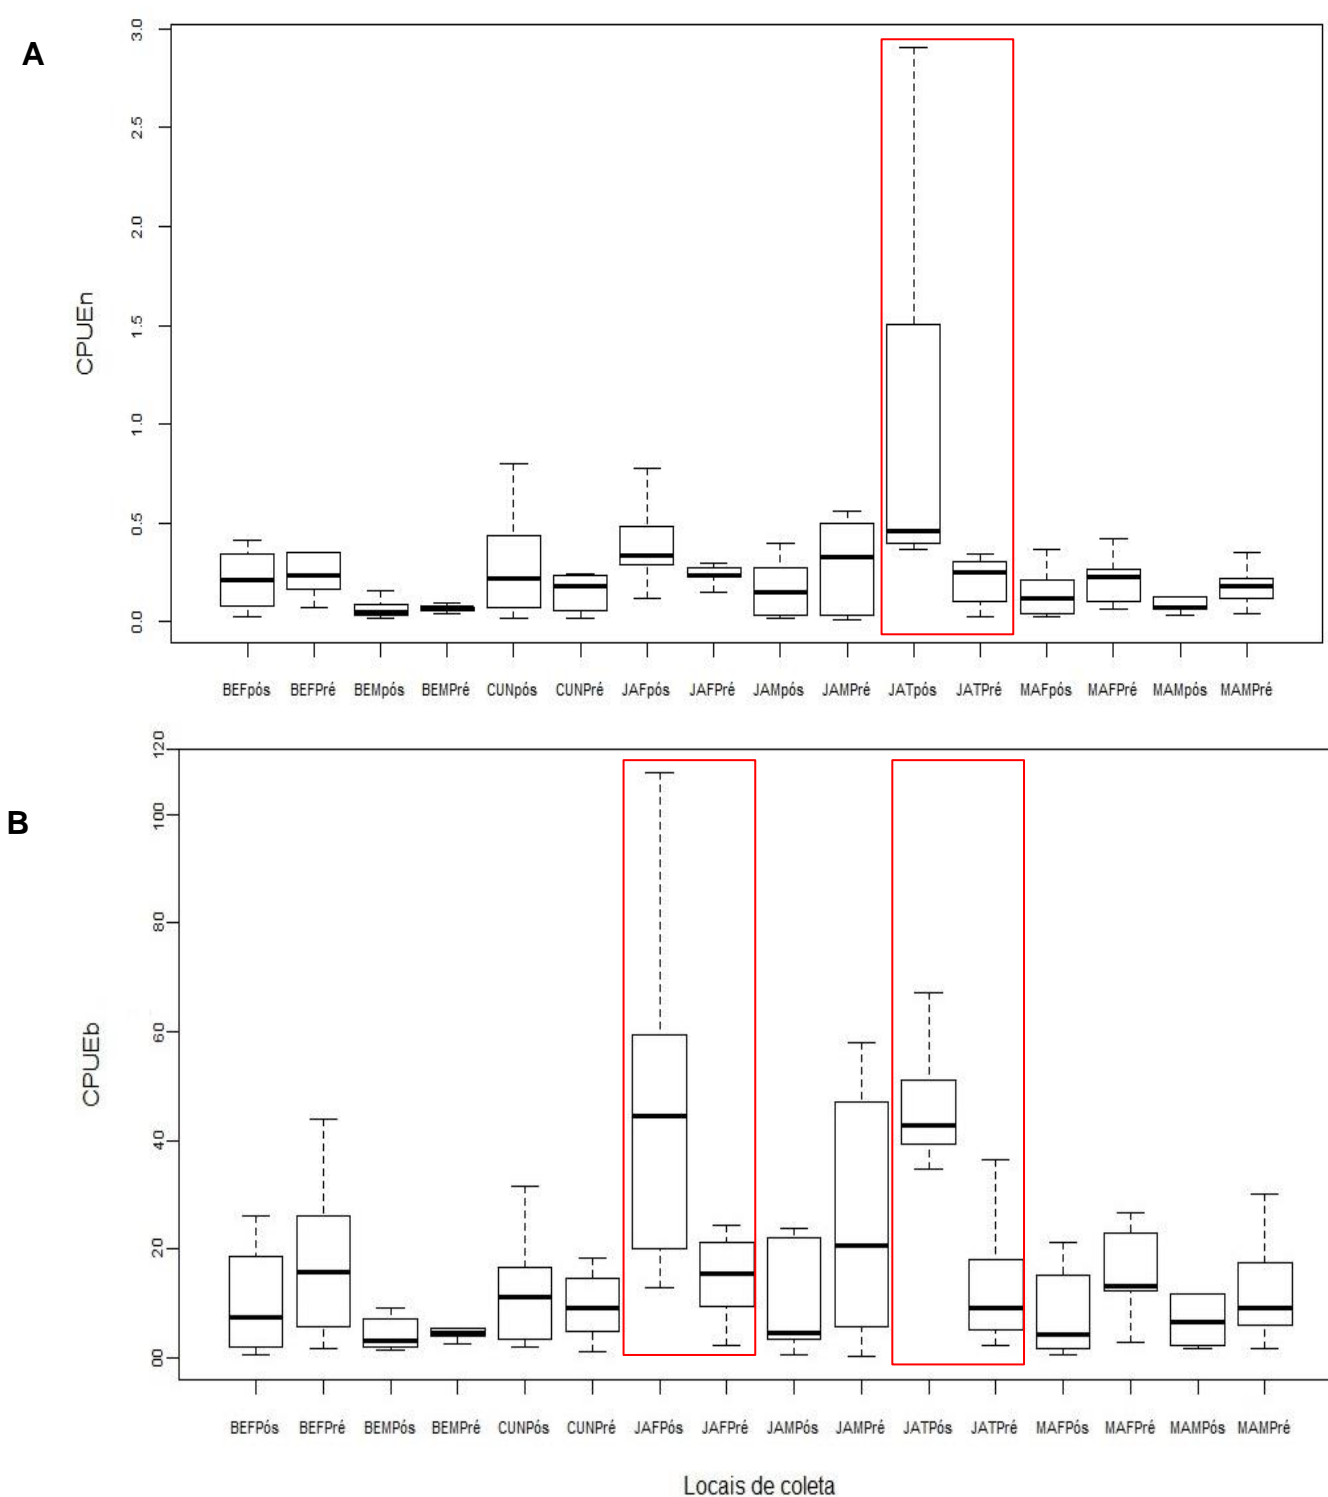 A
3.0
2.5
2.0
1.5
1.0
0.5
0.0
CPUEn
BEFpós BEFPré BEMpós BEMPré CUNpós CUNPré JAFpós JAFPré JAMpós JAMPré JATpós JATPré MAFpós MAFPré MAMpós MAMPré
B
120
100
80
60
40
20
00
CPUEb
BEFPós BEFPré BEMPós BEMPré CUNPós CUNPré JAFPós JAFPré JAMPós JAMPré JATPós JATPré MAFPós MAFPré MAMPós MAMPré
Locais de coleta